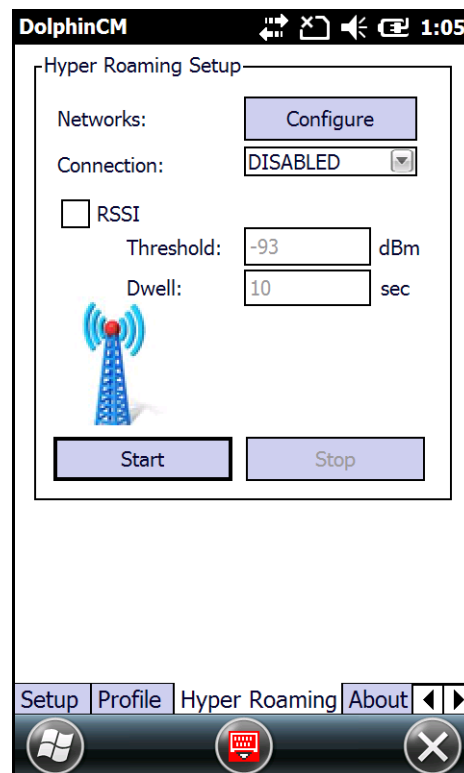 DolphinCM 1:05
Hyper Roaming Setup
Networks: Configure
Connection: DISABLED
RSSI
Threshold: -93 dBm
Dwell: 10 sec
Start Stop
Setup Profile Hyper Roaming About